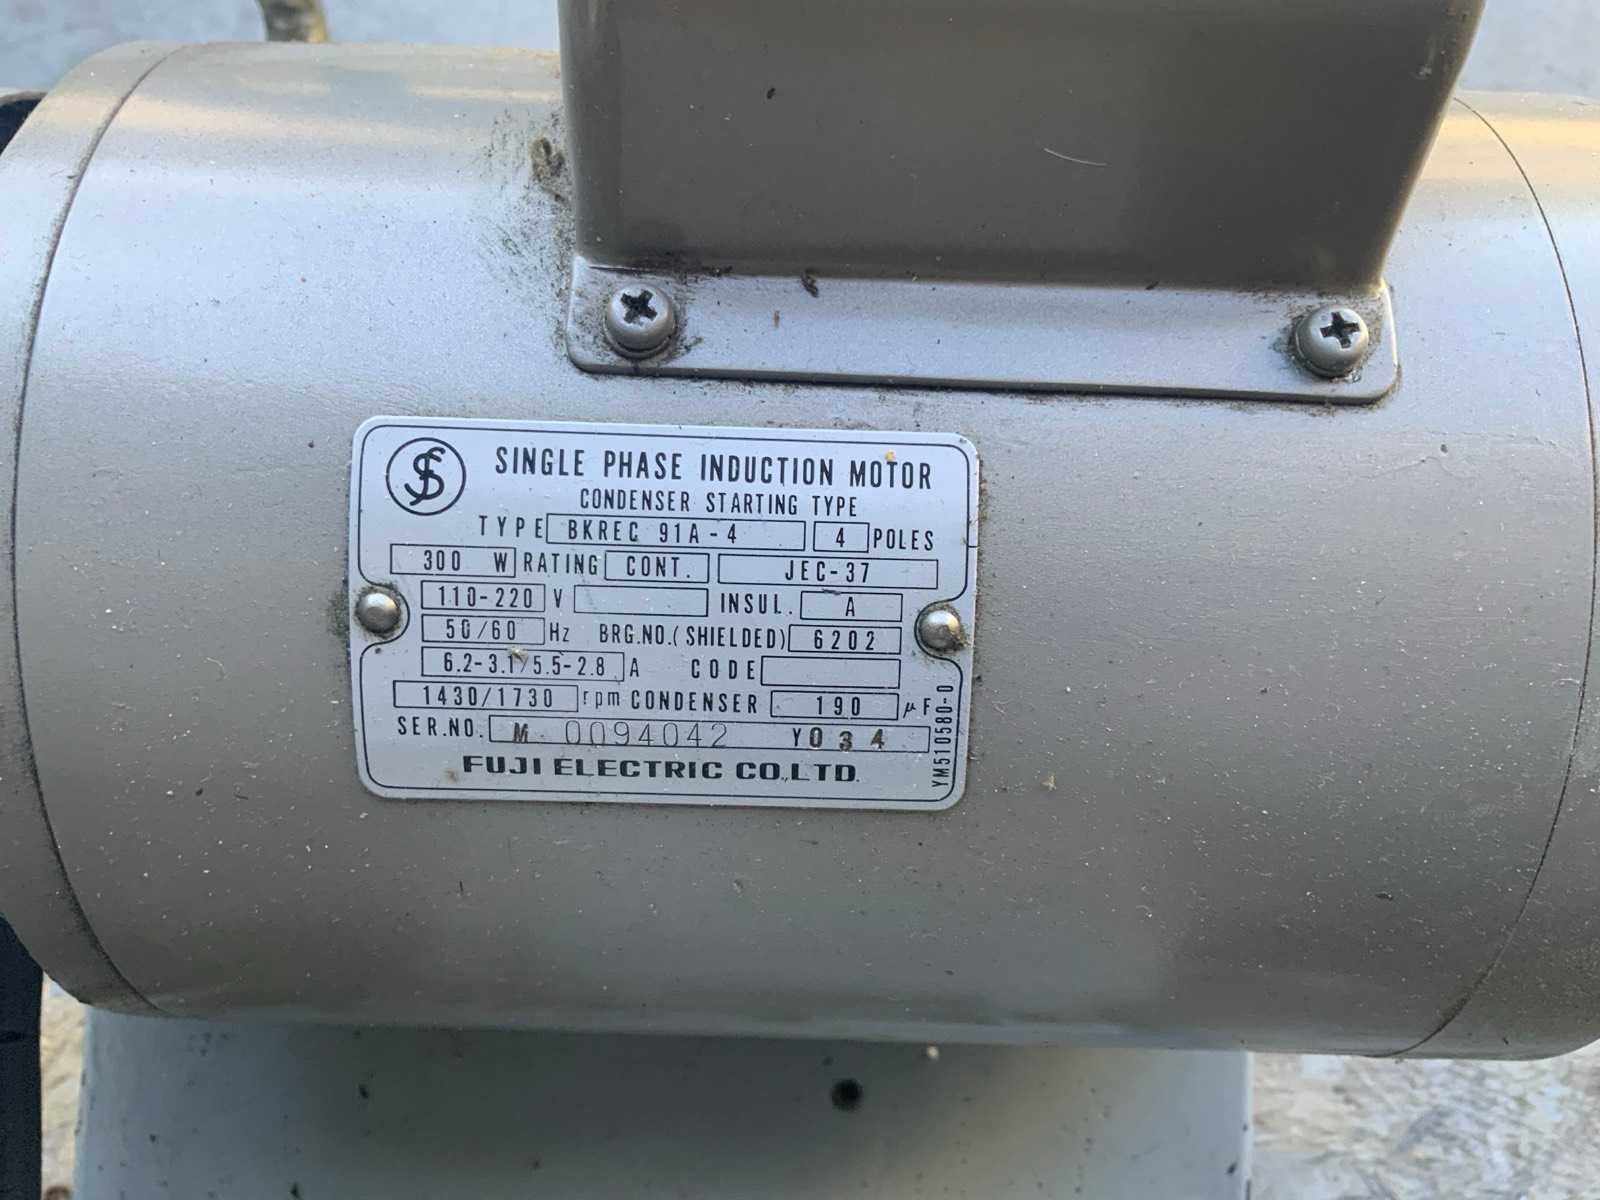 SINGLE PHASE INDUCTION MOTOR
CONDENSER STARTING TYPE
TYPE BKREC 91A-4 4 POLES
300 W RATING CONT. JEC-37
110-220 V INSUL. A
50/60 Hz BRG.NO.(SHIELDED) 6202
6.2-3.1/5.5-2.8 A CODE
1430/1730 rpm CONDENSER 190 μF
SER.NO. M 0094042 Y034
FUJI ELECTRIC CO.,LTD.
YM510580-0